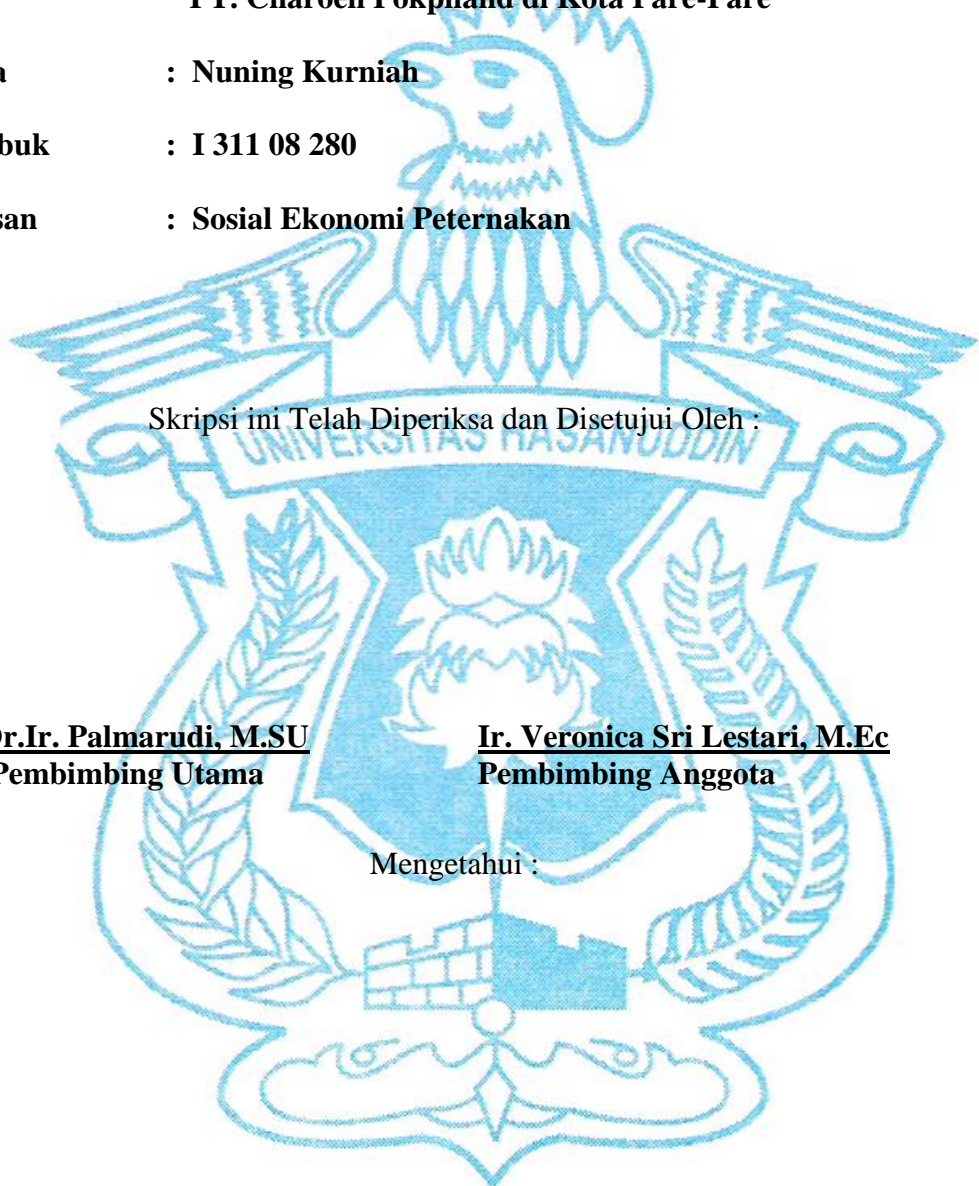 PT. Charoen Pokphand di Kota Pare-Pare
a : Nuning Kurniah
buk : I 311 08 280
san : Sosial Ekonomi Peternakan
Skripsi ini Telah Diperiksa dan Disetujui Oleh :
UNIVERSITAS HASANUDDIN
Dr.Ir. Palmarudi, M.SU Ir. Veronica Sri Lestari, M.Ec
Pembimbing Utama Pembimbing Anggota
Mengetahui :